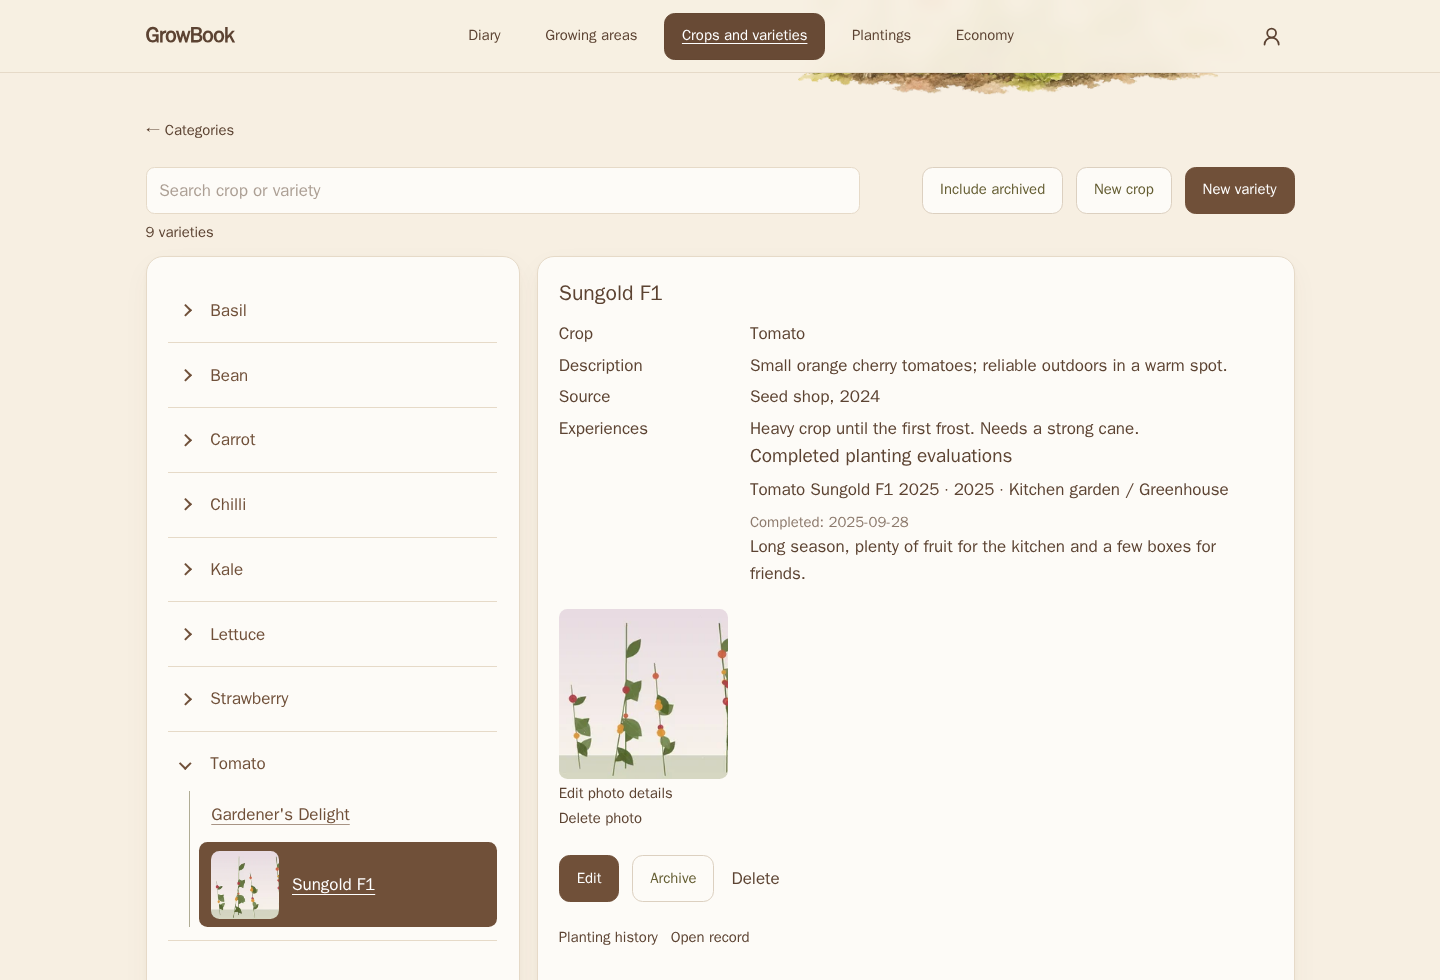 GrowBook
Diary
Growing areas
Crops and varieties
Plantings
Economy
← Categories
Search crop or variety
Include archived
New crop
New variety
9 varieties
Basil
Bean
Carrot
Chilli
Kale
Lettuce
Strawberry
Tomato
Gardener's Delight
Sungold F1
Sungold F1
Crop
Tomato
Description
Small orange cherry tomatoes; reliable outdoors in a warm spot.
Source
Seed shop, 2024
Experiences
Heavy crop until the first frost. Needs a strong cane.
Completed planting evaluations
Tomato Sungold F1 2025 · 2025 · Kitchen garden / Greenhouse
Completed: 2025-09-28
Long season, plenty of fruit for the kitchen and a few boxes for
friends.
Edit photo details
Delete photo
Edit
Archive
Delete
Planting history
Open record